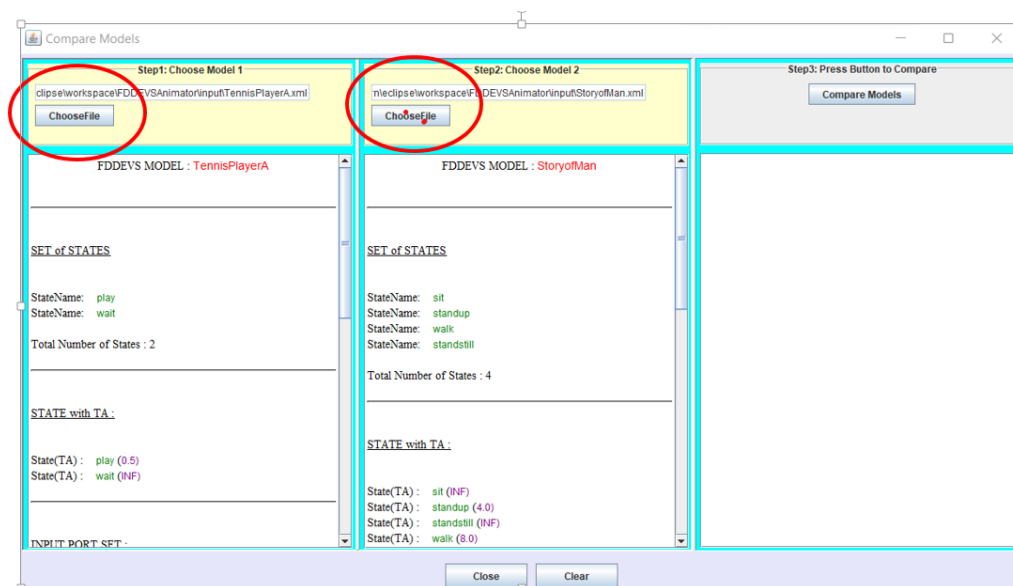 Compare Models
Step1: Choose Model 1
clipse\workspace\FDDEVSAnimator\input\TennisPlayerA.xml
ChooseFile
FDDEVS MODEL : TennisPlayerA
SET of STATES
StateName: play
StateName: wait
Total Number of States : 2
STATE with TA :
State(TA) : play (0.5)
State(TA) : wait (INF)
INPUT PORT SET :
Step2: Choose Model 2
n\eclipse\workspace\FDDEVSAnimator\input\StoryofMan.xml
ChooseFile
FDDEVS MODEL : StoryofMan
SET of STATES
StateName: sit
StateName: standup
StateName: walk
StateName: standstill
Total Number of States : 4
STATE with TA :
State(TA) : sit (INF)
State(TA) : standup (4.0)
State(TA) : standstill (INF)
State(TA) : walk (8.0)
Step3: Press Button to Compare
Compare Models
Close
Clear